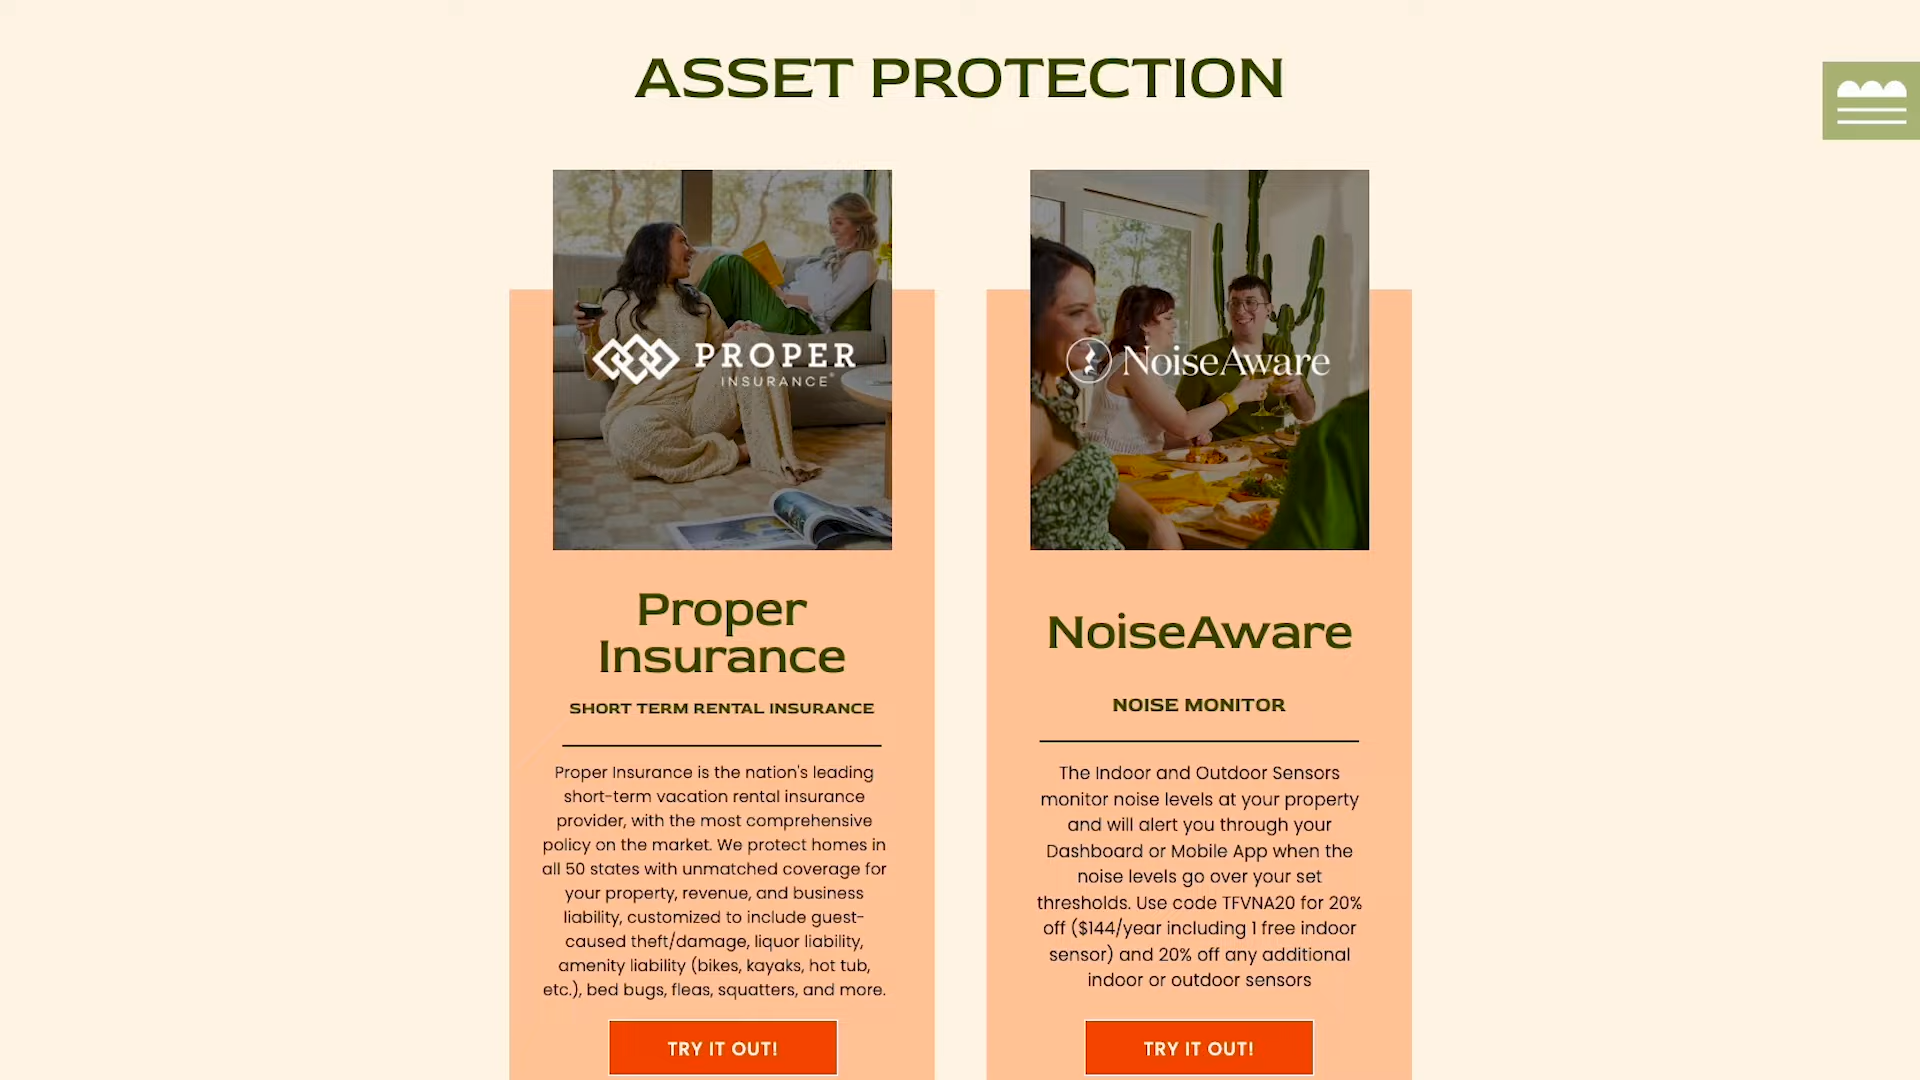 ASSET PROTECTION
PROPER
INSURANCE®
Proper
Insurance
SHORT TERM RENTAL INSURANCE
Proper Insurance is the nation's leading
short-term vacation rental insurance
provider, with the most comprehensive
policy on the market. We protect homes in
all 50 states with unmatched coverage for
your property, revenue, and business
liability, customized to include guest-
caused theft/damage, liquor liability,
amenity liability (bikes, kayaks, hot tub,
etc.), bed bugs, fleas, squatters, and more.
TRY IT OUT!
NoiseAware
NoiseAware
NOISE MONITOR
The Indoor and Outdoor Sensors
monitor noise levels at your property
and will alert you through your
Dashboard or Mobile App when the
noise levels go over your set
thresholds. Use code TFVNA20 for 20%
off ($144/year including 1 free indoor
sensor) and 20% off any additional
indoor or outdoor sensors
TRY IT OUT!